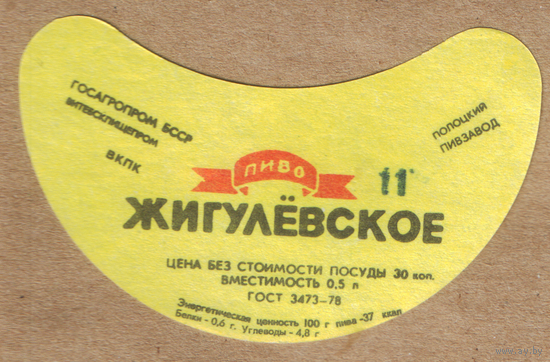 ГОСАГРОПРОМ БССР
ВИТЕБСКПИЩЕПРОМ
ВКПК
ПОЛОЦКИЙ
ПИВЗАВОД
ПИВО
11
ЖИГУЛЁВСКОЕ
ЦЕНА БЕЗ СТОИМОСТИ ПОСУДЫ 30 коп.
ВМЕСТИМОСТЬ 0.5 л
ГОСТ 3473-78
Энергетическая ценность 100 г пива -37 ккал
Белки - 0,6 г. Углеводы - 4,8 г